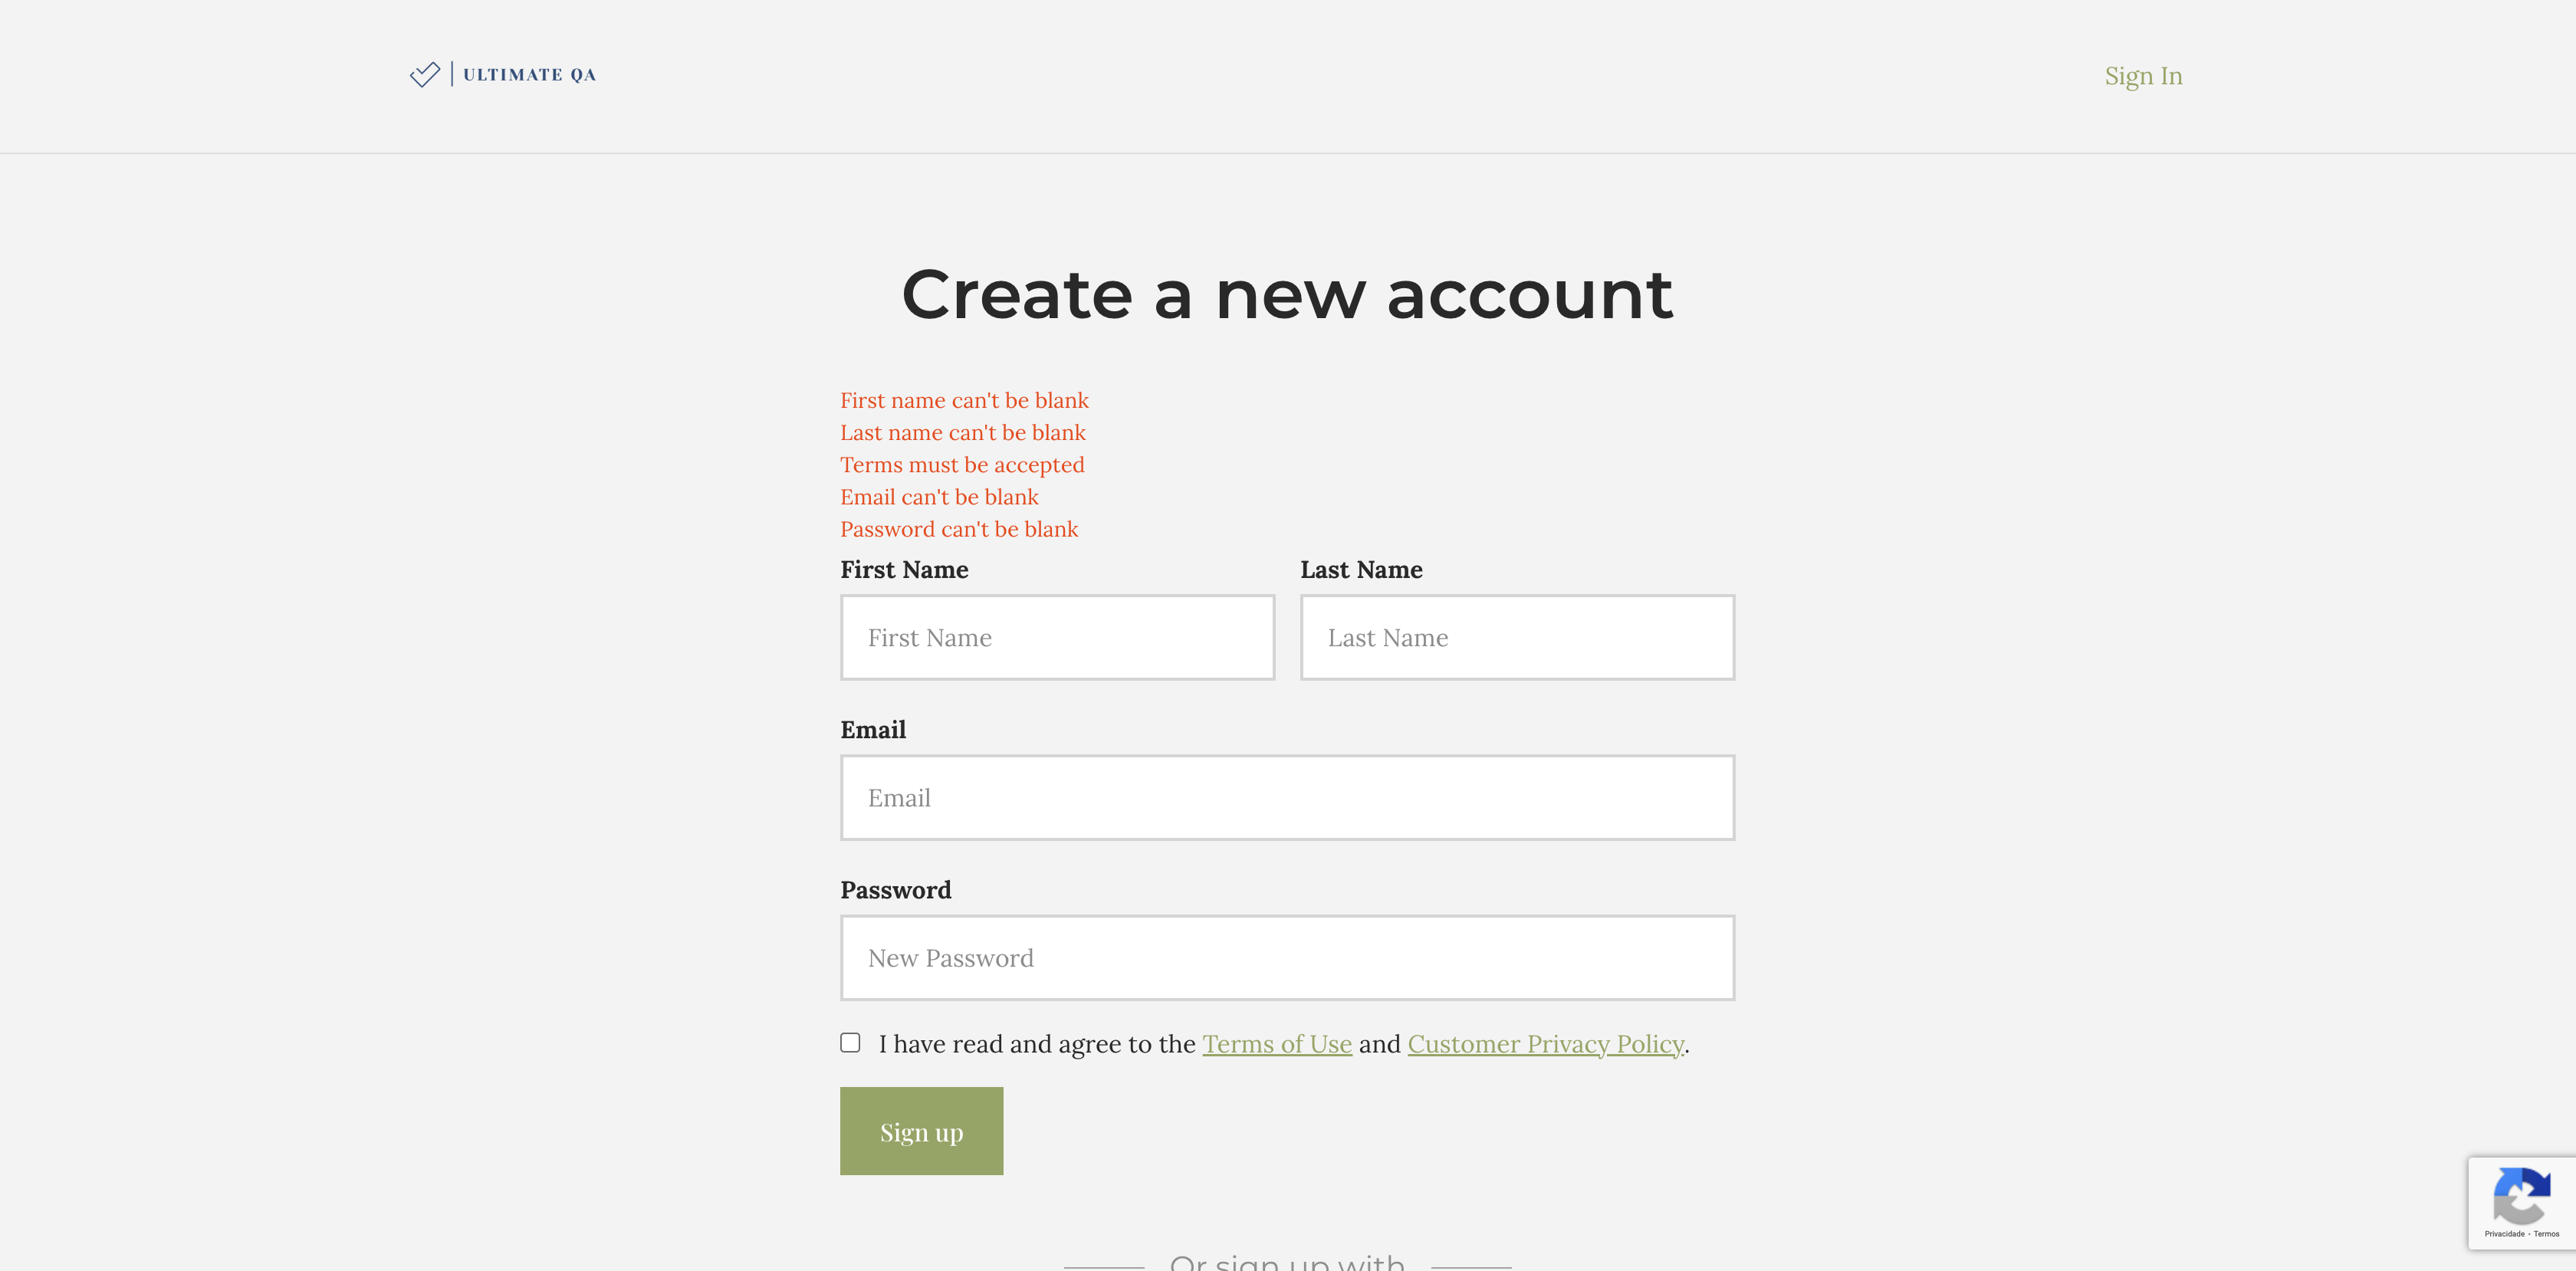 ULTIMATE QA
Sign In
Create a new account
First name can't be blank
Last name can't be blank
Terms must be accepted
Email can't be blank
Password can't be blank
First Name Last Name
First Name Last Name
Email
Email
Password
New Password
I have read and agree to the Terms of Use and Customer Privacy Policy.
Sign up
Privacidade - Termos
Or sign up with